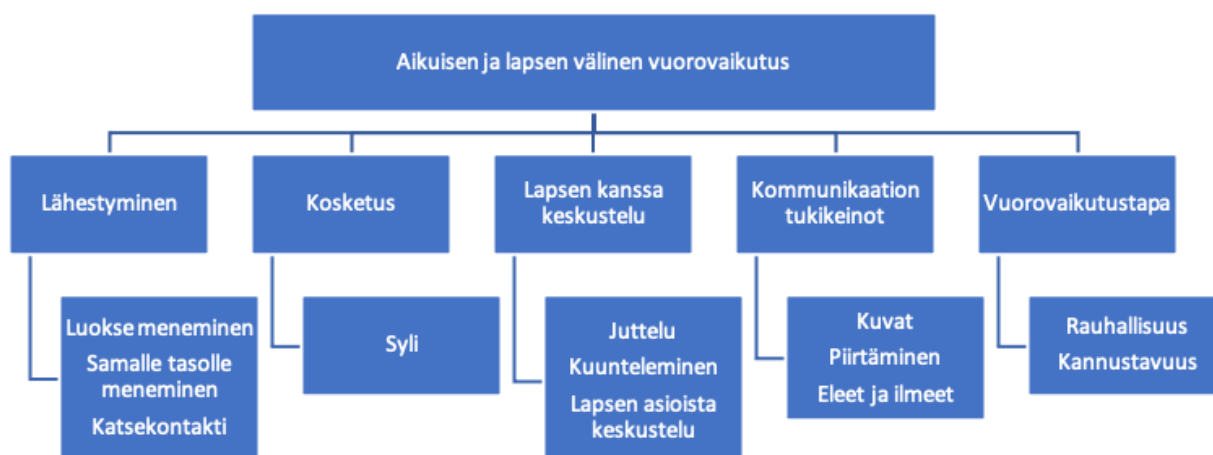 Aikuisen ja lapsen välinen vuorovaikutus
Lähestyminen
Kosketus
Lapsen kanssa
keskustelu
Kommunikaation
tukikeinot
Vuorovaikutustapa
Luokse meneminen
Samalle tasolle
meneminen
Katsekontakti
Syli
Juttelu
Kuunteleminen
Lapsen asioista
keskustelu
Kuvat
Piirtäminen
Eleet ja ilmeet
Rauhallisuus
Kannustavuus